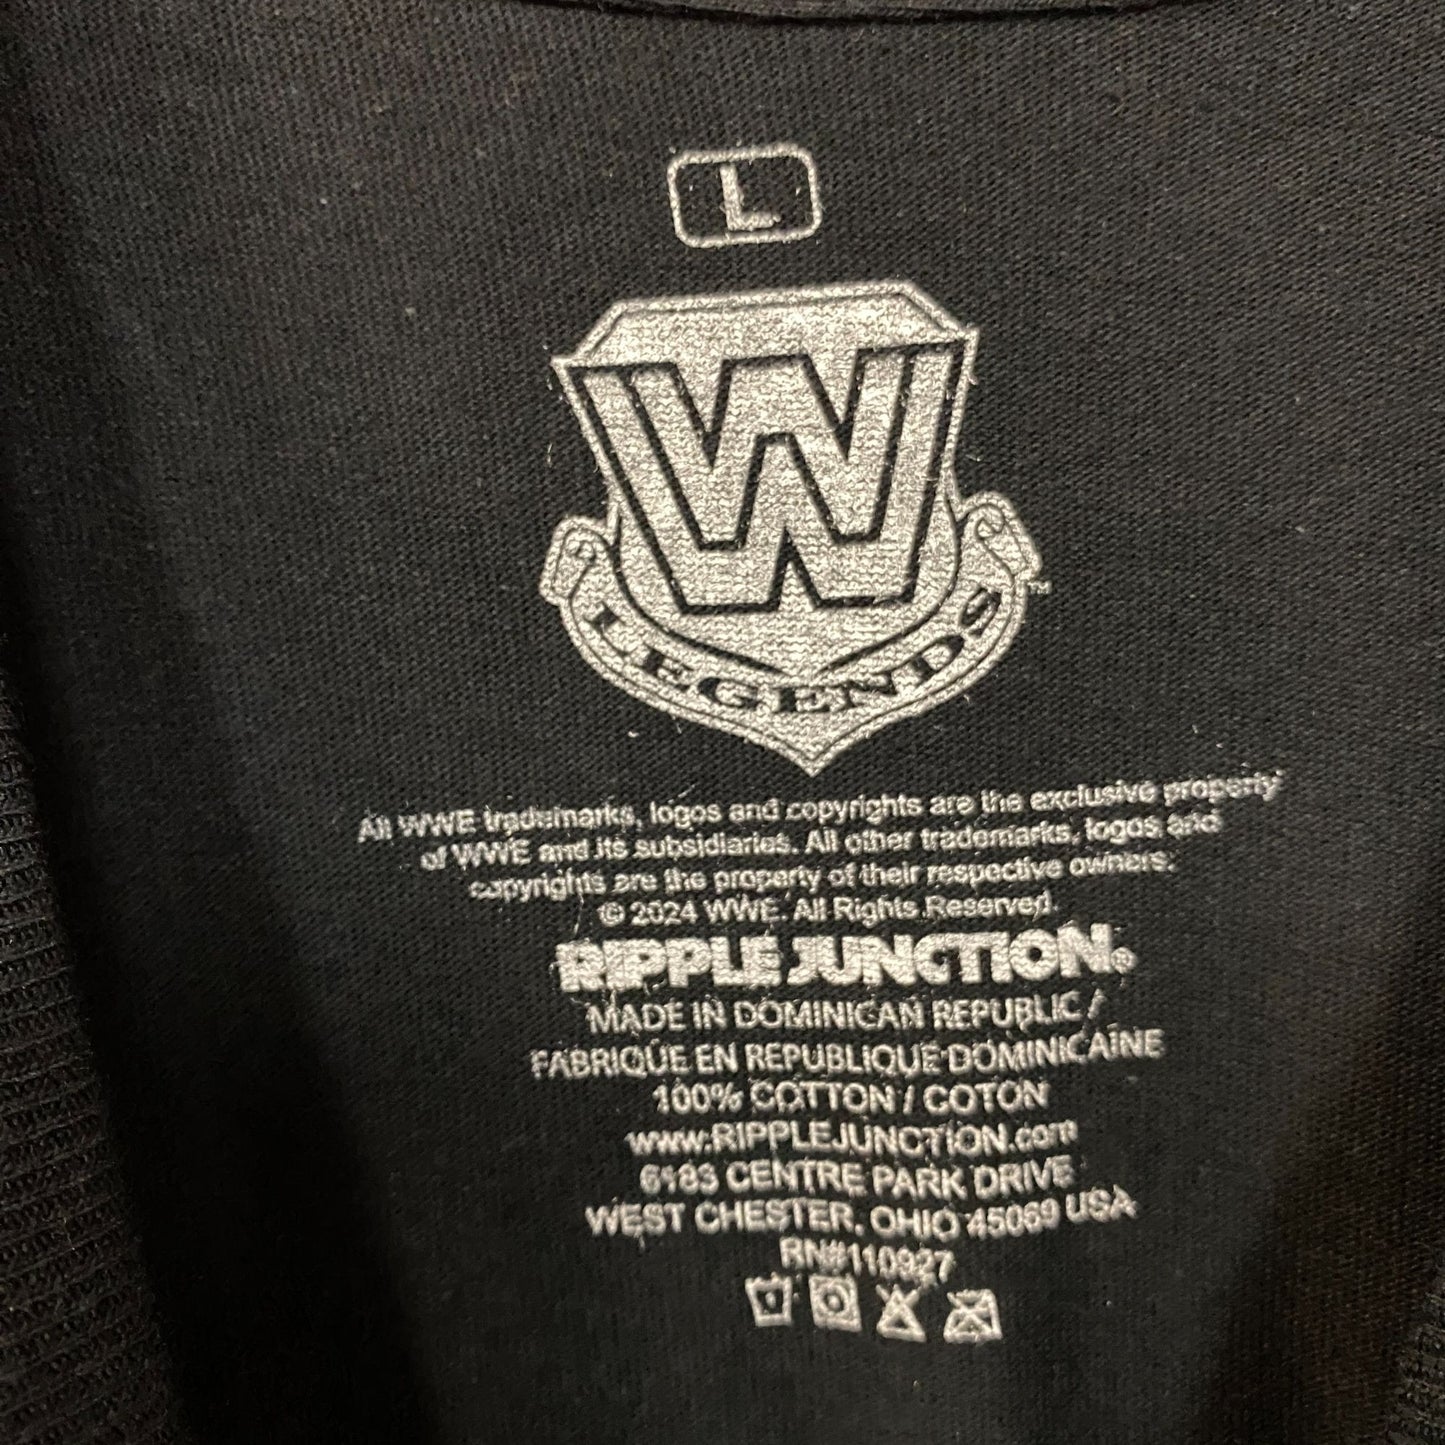 L
W
LEGENDS
TM
All WWE trademarks, logos and copyrights are the exclusive property
of WWE and its subsidiaries. All other trademarks, logos and
copyrights are the property of their respective owners.
© 2024 WWE. All Rights Reserved.
RIPPLE JUNCTION®
MADE IN DOMINICAN REPUBLIC /
FABRIQUE EN REPUBLIQUE DOMINICAINE
100% COTTON / COTON
www.RIPPLEJUNCTION.com
6183 CENTRE PARK DRIVE
WEST CHESTER, OHIO 45069 USA
RN#110927